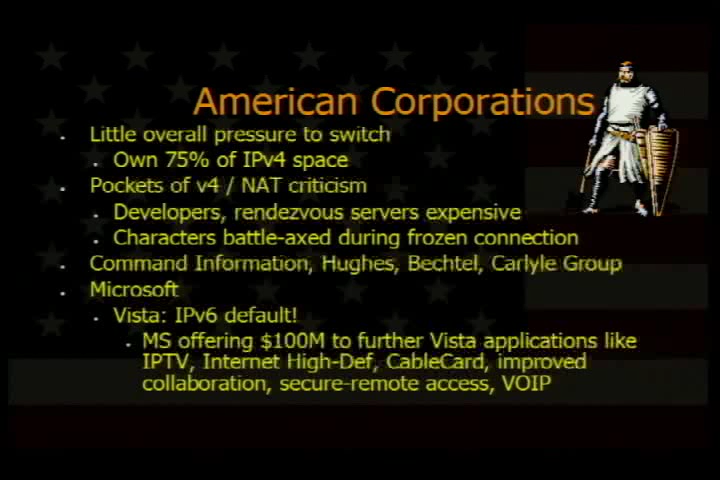 American Corporations
Little overall pressure to switch
Own 75% of IPv4 space
Pockets of v4 / NAT criticism
Developers, rendezvous servers expensive
Characters battle-axed during frozen connection
Command Information, Hughes, Bechtel, Carlyle Group
Microsoft
Vista: IPv6 default!
MS offering $100M to further Vista applications like
IPTV, Internet High-Def, CableCard, improved
collaboration, secure-remote access, VOIP